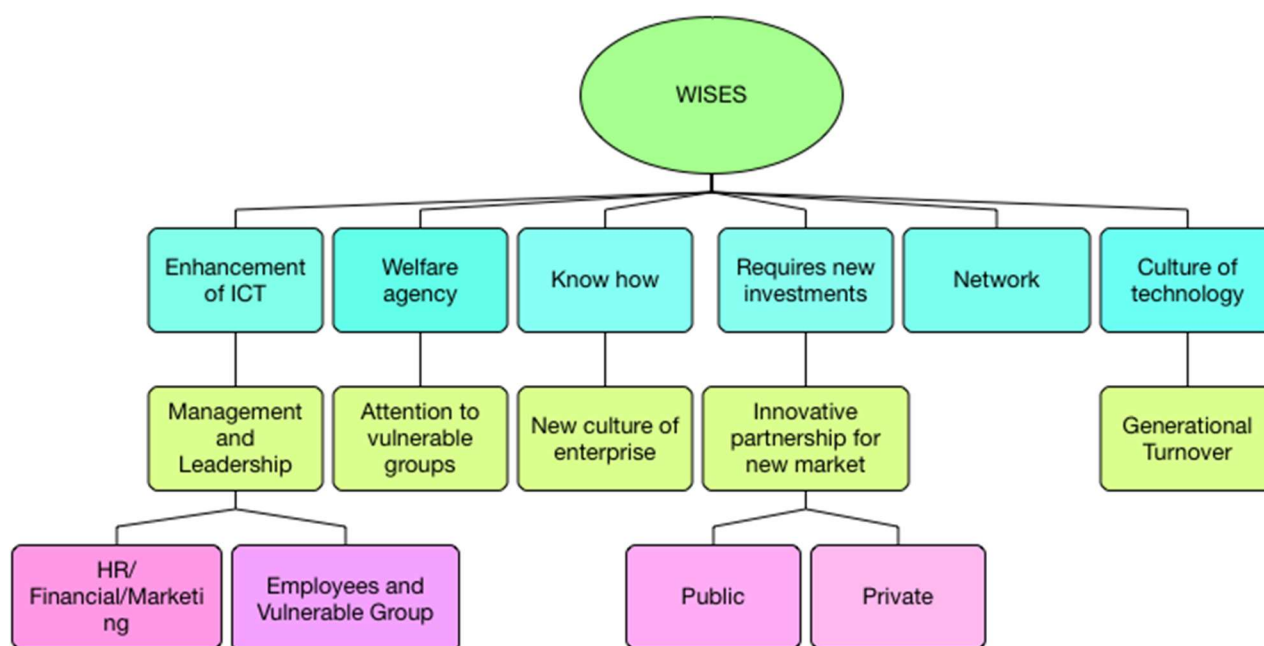 WISES
Enhancement
of ICT
Welfare
agency
Know how
Requires new
investments
Network
Culture of
technology
Management
and
Leadership
Attention to
vulnerable
groups
New culture of
enterprise
Innovative
partnership for
new market
Generational
Turnover
HR/
Financial/Marketi
ng
Employees and
Vulnerable Group
Public
Private